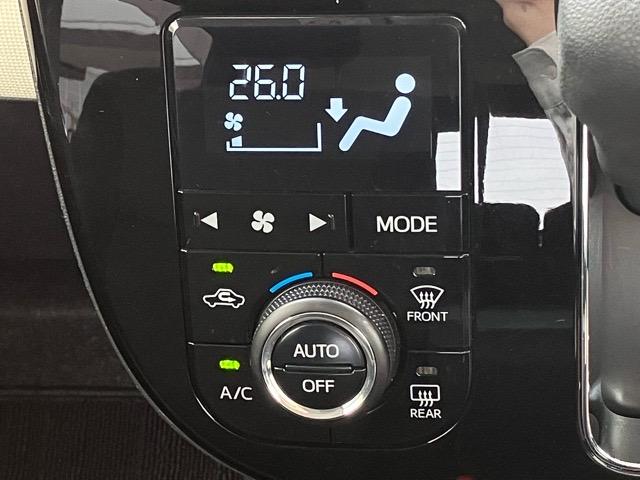 26.0
MODE
FRONT
AUTO
OFF
A/C
REAR